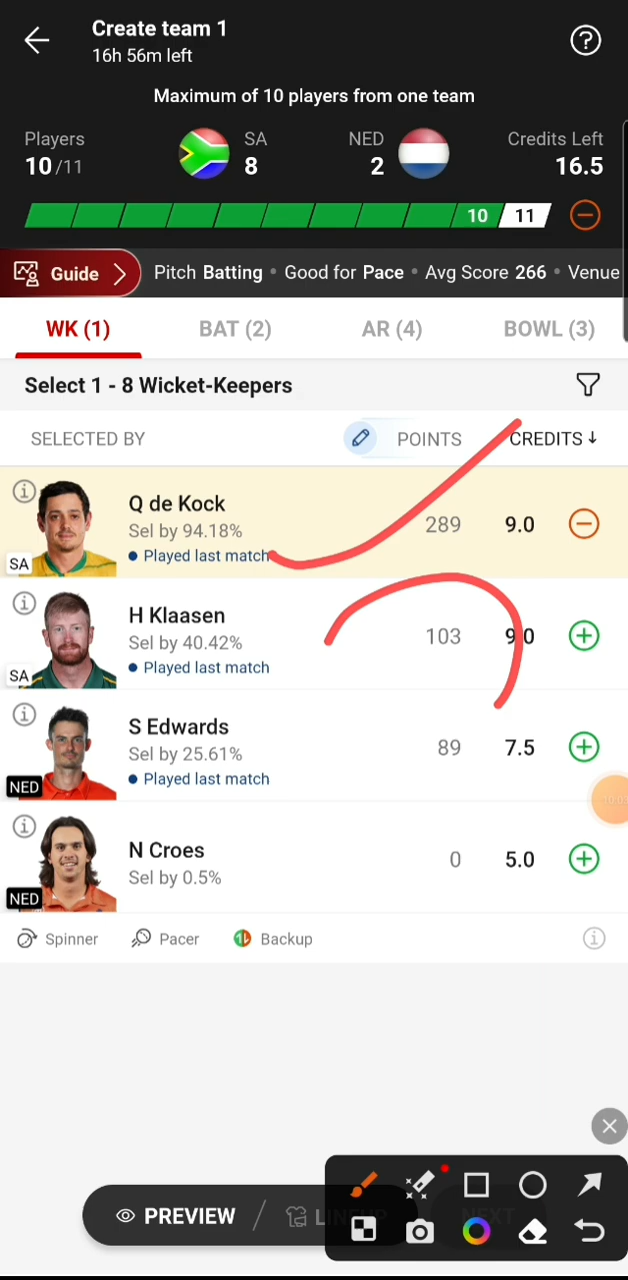 Create team 1
16h 56m left
Maximum of 10 players from one team
Players SA NED Credits Left
10/11 8 2 16.5
10 11
Guide Pitch Batting • Good for Pace • Avg Score 266 • Venue
WK (1) BAT (2) AR (4) BOWL (3)
Select 1 - 8 Wicket-Keepers
SELECTED BY POINTS CREDITS ↓
Q de Kock
Sel by 94.18% 289 9.0
• Played last match
SA
H Klaasen
Sel by 40.42% 103 9.0
• Played last match
SA
S Edwards
Sel by 25.61% 89 7.5
• Played last match
NED
N Croes
Sel by 0.5% 0 5.0
NED
Spinner Pacer Backup
PREVIEW / LINEUP NEXT